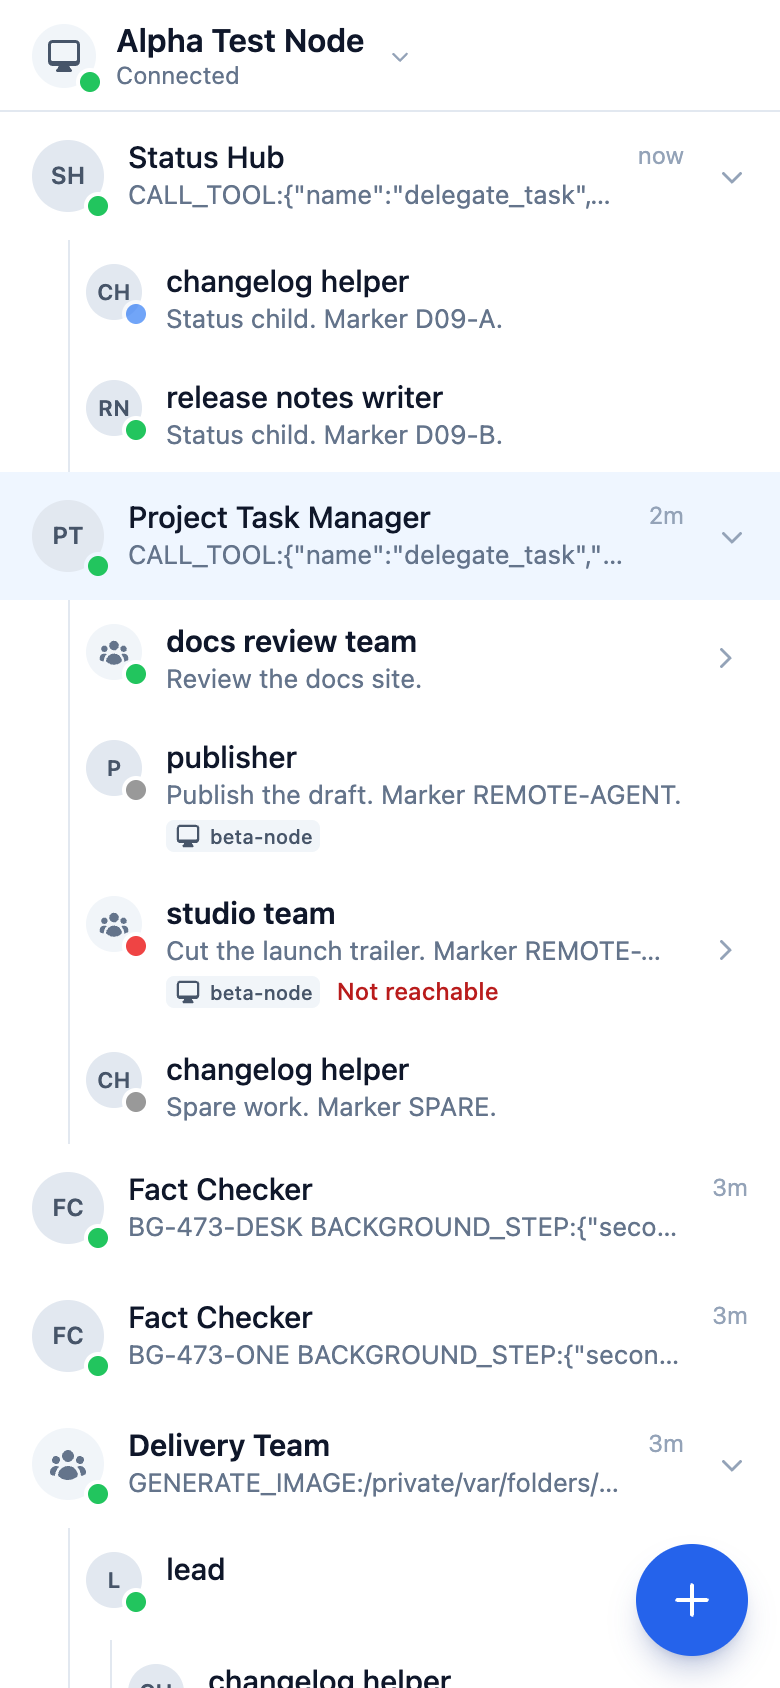 Alpha Test Node
Connected
SH
Status Hub
now
CALL_TOOL:{"name":"delegate_task",...
CH
changelog helper
Status child. Marker D09-A.
RN
release notes writer
Status child. Marker D09-B.
PT
Project Task Manager
2m
CALL_TOOL:{"name":"delegate_task","...
docs review team
Review the docs site.
P
publisher
Publish the draft. Marker REMOTE-AGENT.
beta-node
studio team
Cut the launch trailer. Marker REMOTE-...
beta-node Not reachable
CH
changelog helper
Spare work. Marker SPARE.
FC
Fact Checker
3m
BG-473-DESK BACKGROUND_STEP:{"seco...
FC
Fact Checker
3m
BG-473-ONE BACKGROUND_STEP:{"secon...
Delivery Team
3m
GENERATE_IMAGE:/private/var/folders/...
L
lead
CH
changelog helper